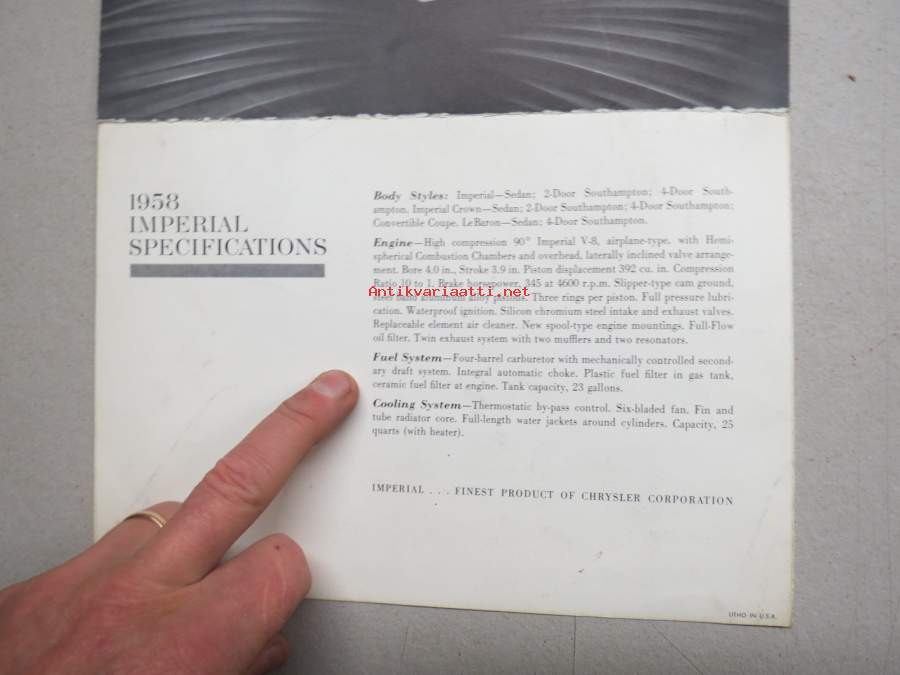 1958
IMPERIAL
SPECIFICATIONS
Body Styles: Imperial—Sedan; 2-Door Southampton; 4-Door South-
ampton. Imperial Crown—Sedan; 2-Door Southampton; 4-Door Southampton;
Convertible Coupe. LeBaron—Sedan; 4-Door Southampton.
Engine—High compression 90° Imperial V-8, airplane-type, with Hemi-
spherical Combustion Chambers and overhead, laterally inclined valve arrange-
ment. Bore 4.0 in., Stroke 3.9 in. Piston displacement 392 cu. in. Compression
Ratio 10 to 1. Brake horsepower, 345 at 4600 r.p.m. Slipper-type cam ground,
Antikvariaatti.net
steel band aluminum alloy pistons. Three rings per piston. Full pressure lubri-
cation. Waterproof ignition. Silicon chromium steel intake and exhaust valves.
Replaceable element air cleaner. New spool-type engine mountings. Full-Flow
oil filter. Twin exhaust system with two mufflers and two resonators.
Fuel System—Four-barrel carburetor with mechanically controlled second-
ary draft system. Integral automatic choke. Plastic fuel filter in gas tank,
ceramic fuel filter at engine. Tank capacity, 23 gallons.
Cooling System—Thermostatic by-pass control. Six-bladed fan. Fin and
tube radiator core. Full-length water jackets around cylinders. Capacity, 25
quarts (with heater).
IMPERIAL . . . FINEST PRODUCT OF CHRYSLER CORPORATION
LITHO IN U.S.A.